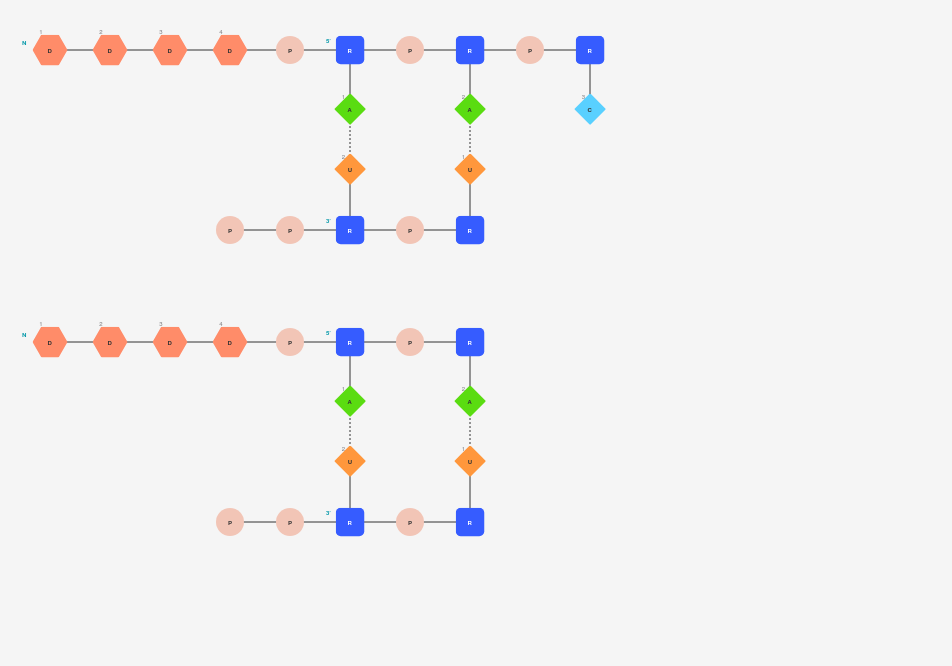 1 2 3 4
N D D D D P 5' R P R P R
1 2 3
A A C
2 1
U U
P P 3' R P R
1 2 3 4
N D D D D P 5' R P R
1 2
A A
2 1
U U
P P 3' R P R